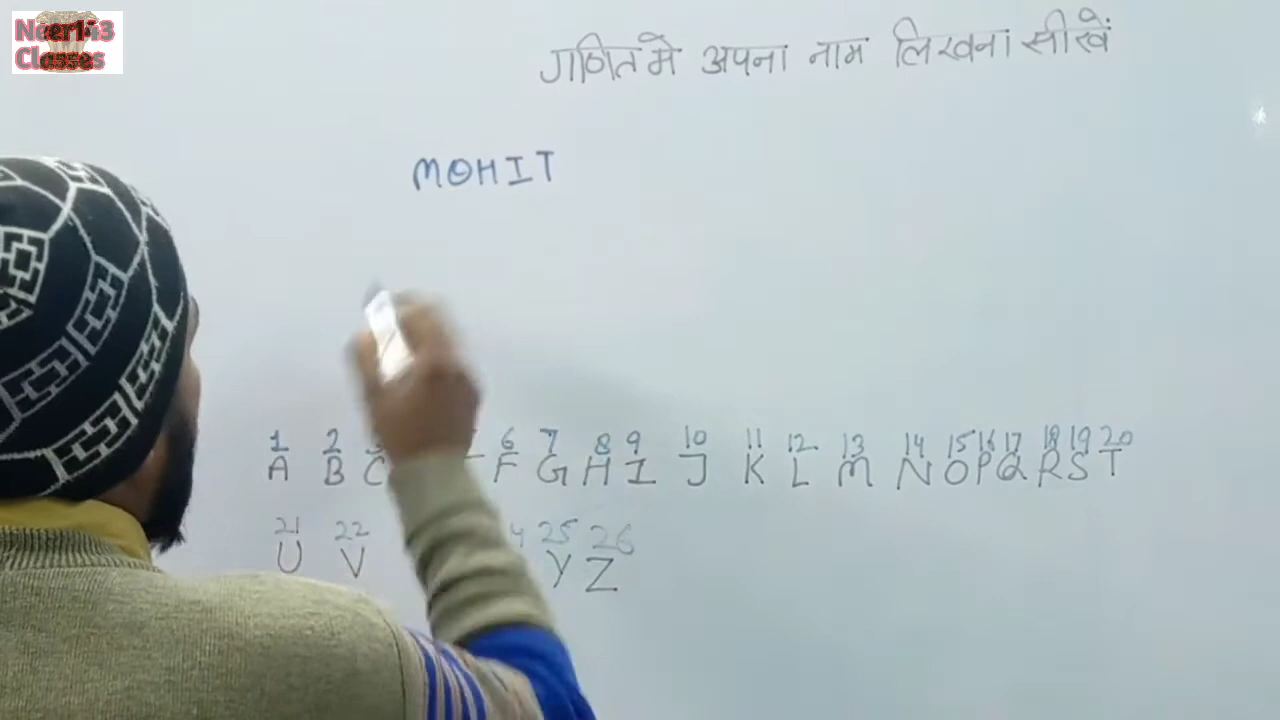 Neer143
Classes
गणित मे अपना नाम लिखना सीखें
MOHIT
1 2 6 7 8 9 10 11 12 13 14 15 16 17 18 19 20
A B C F G H I J K L M N O P Q R S T
21 22 25 26
U V Y Z